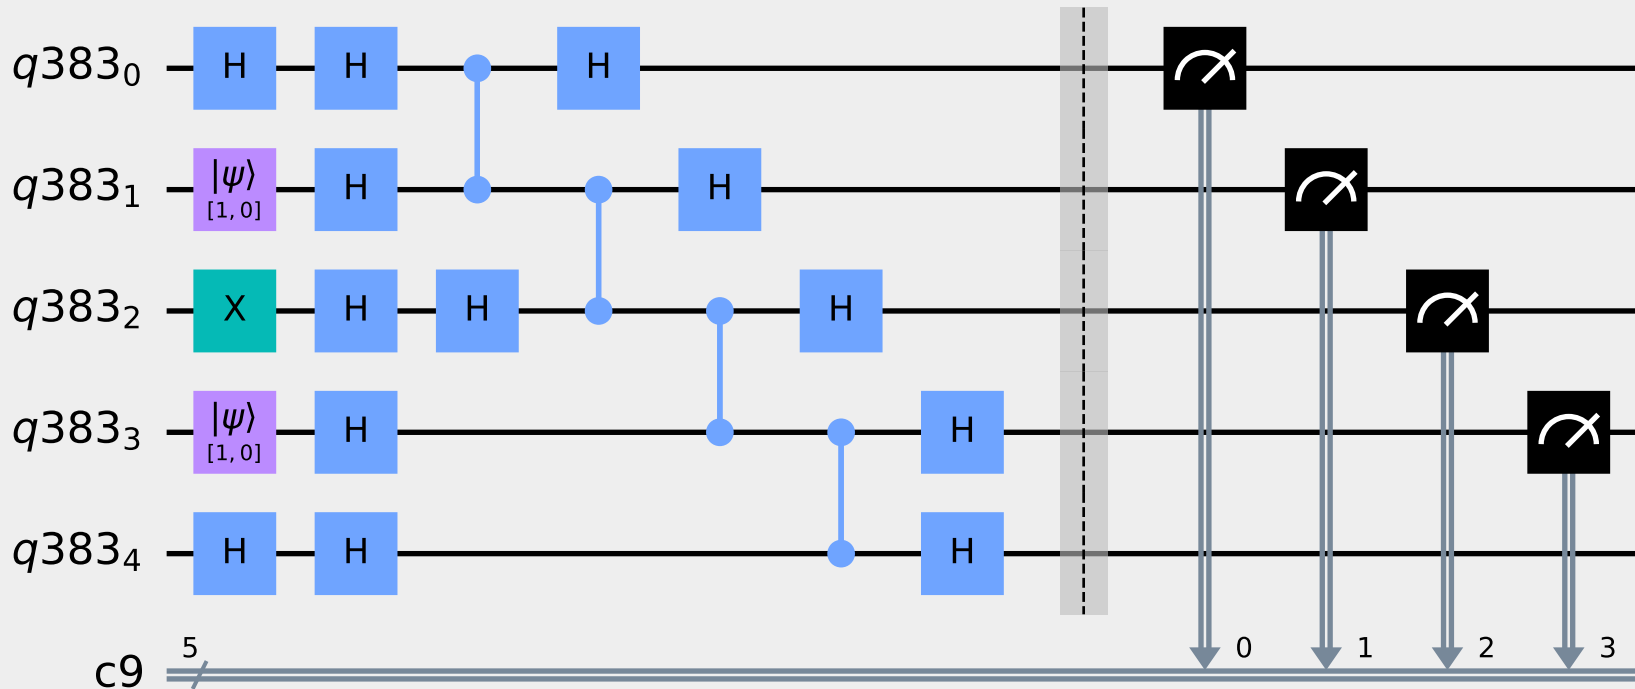 q383₀ H H H
q383₁ |ψ⟩ H H
[1, 0]
q383₂ X H H H
q383₃ |ψ⟩ H H
[1, 0]
q383₄ H H H
5 0 1 2 3
c9